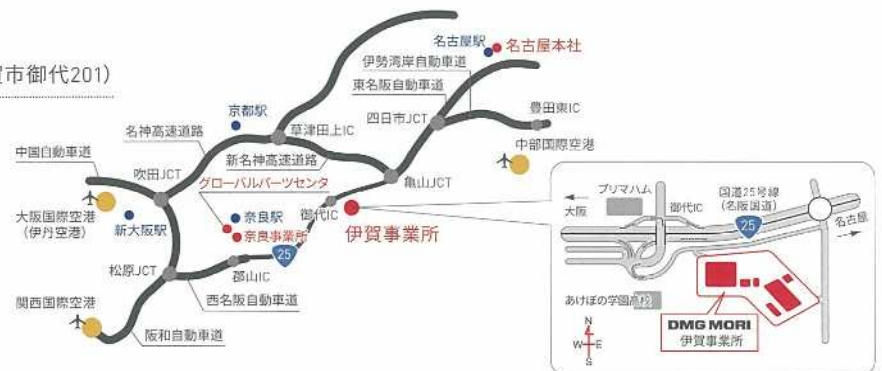 賀市御代201)
名古屋駅
名古屋本社
伊勢湾岸自動車道
東名阪自動車道
四日市JCT
豊田東IC
京都駅
草津田上IC
名神高速道路
新名神高速道路
中部国際空港
中国自動車道
吹田JCT
グローバルパーツセンタ
亀山JCT
御代IC
大阪国際空港
(伊丹空港)
新大阪駅
奈良駅
奈良事業所
伊賀事業所
25
松原JCT
郡山IC
西名阪自動車道
関西国際空港
阪和自動車道
プリマハム
大阪
御代IC
国道25号線
(名阪国道)
25
名古屋
あけぼの学園高校
DMG MORI
伊賀事業所
N
W
E
S